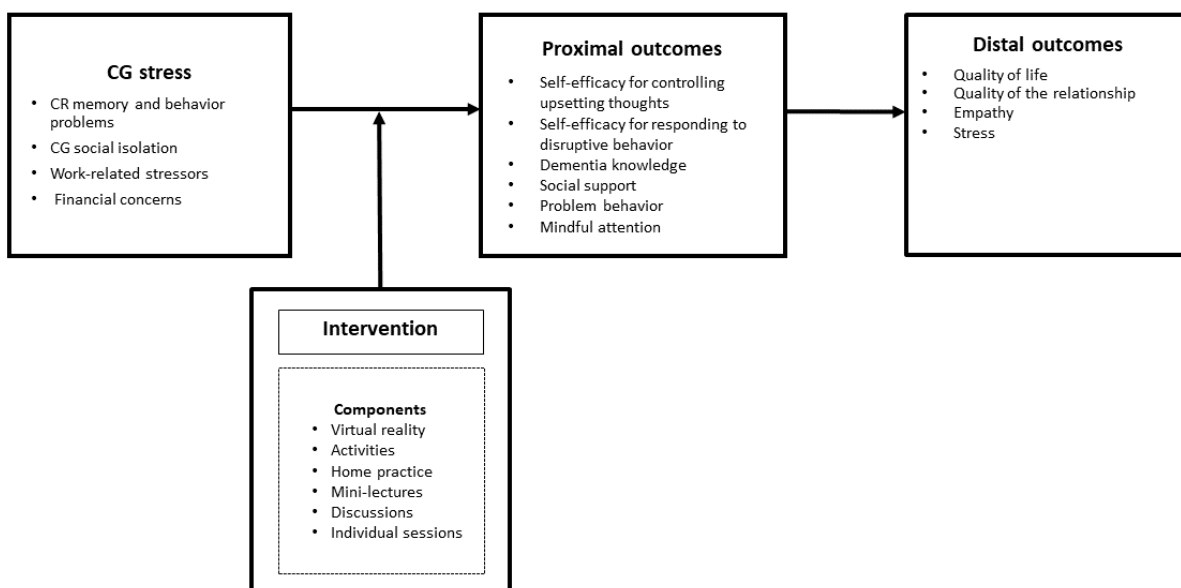 CG stress
• CR memory and behavior
problems
• CG social isolation
• Work-related stressors
• Financial concerns
Proximal outcomes
• Self-efficacy for controlling
upsetting thoughts
• Self-efficacy for responding to
disruptive behavior
• Dementia knowledge
• Social support
• Problem behavior
• Mindful attention
Distal outcomes
• Quality of life
• Quality of the relationship
• Empathy
• Stress
Intervention
Components
• Virtual reality
• Activities
• Home practice
• Mini-lectures
• Discussions
• Individual sessions